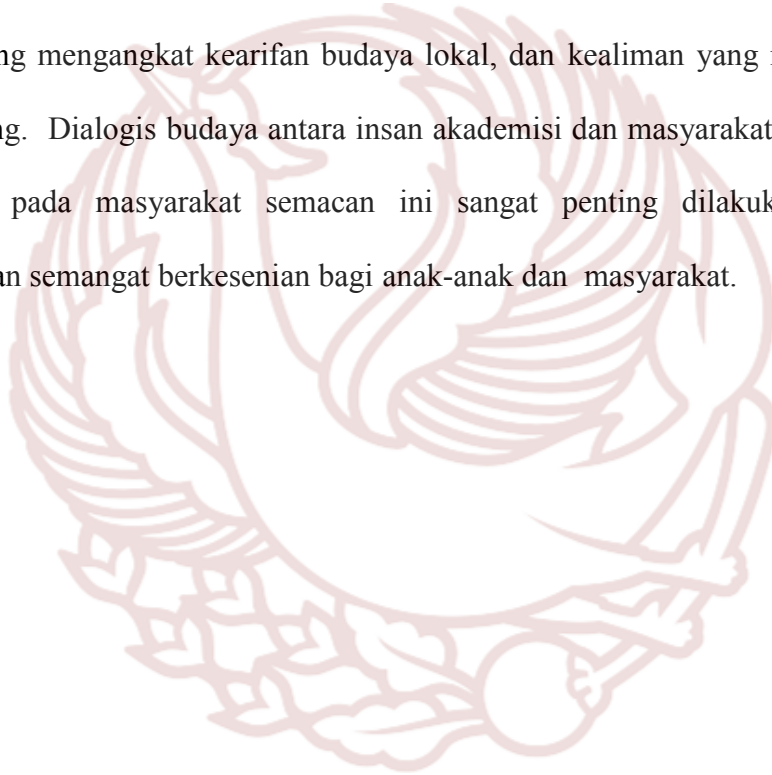 ng mengangkat kearifan budaya lokal, dan kealiman yang
ng. Dialogis budaya antara insan akademisi dan masyarakat
pada masyarakat semacan ini sangat penting dilakuk
an semangat berkesenian bagi anak-anak dan masyarakat.